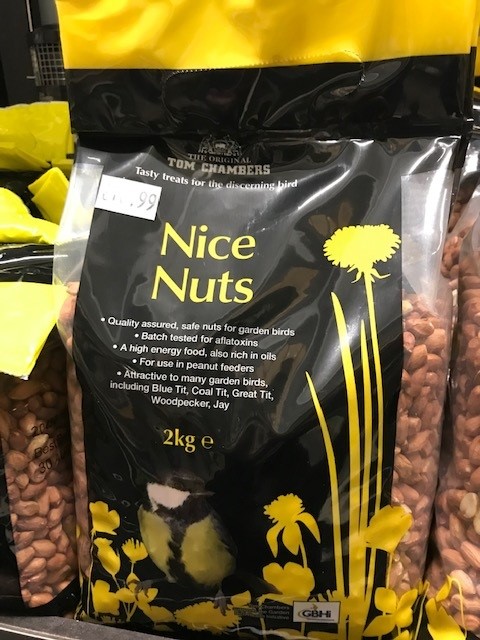 THE ORIGINAL
TOM CHAMBERS
Tasty treats for the discerning bird
.99
Nice
Nuts
• Quality assured, safe nuts for garden birds
• Batch tested for aflatoxins
• A high energy food, also rich in oils
• For use in peanut feeders
• Attractive to many garden birds,
including Blue Tit, Coal Tit, Great Tit,
Woodpecker, Jay
2kg e
GBHi